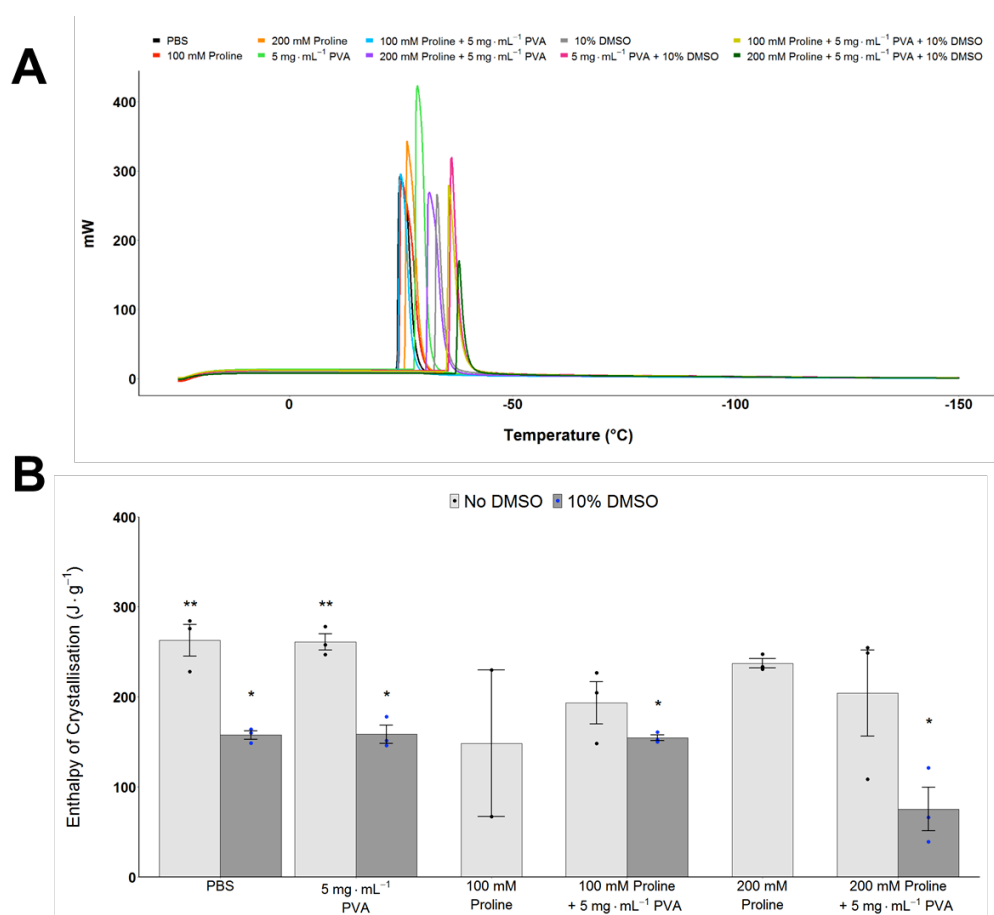 A
PBS
200 mM Proline
100 mM Proline + 5 mg · mL⁻¹ PVA
10% DMSO
100 mM Proline + 5 mg · mL⁻¹ PVA + 10% DMSO
100 mM Proline
5 mg · mL⁻¹ PVA
200 mM Proline + 5 mg · mL⁻¹ PVA
5 mg · mL⁻¹ PVA + 10% DMSO
200 mM Proline + 5 mg · mL⁻¹ PVA + 10% DMSO
400
300
200
100
0
mW
0
-50
-100
-150
Temperature (°C)
B
No DMSO
10% DMSO
400
300
200
100
0
Enthalpy of Crystallisation (J · g⁻¹)
**
*
**
*
*
*
PBS
5 mg · mL⁻¹
PVA
100 mM
Proline
100 mM Proline
+ 5 mg · mL⁻¹ PVA
200 mM
Proline
200 mM Proline
+ 5 mg · mL⁻¹ PVA